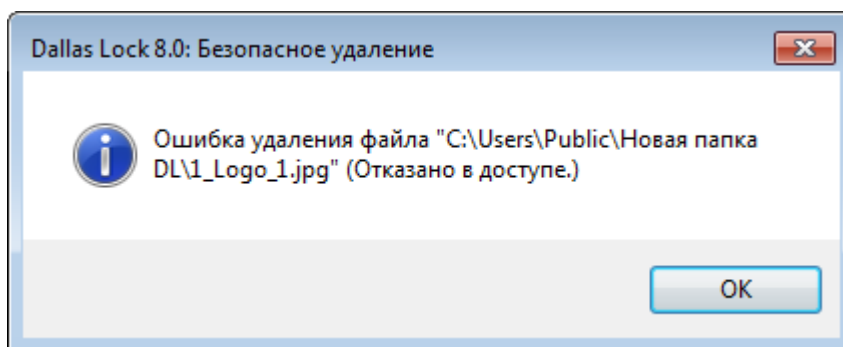 Dallas Lock 8.0: Безопасное удаление
Ошибка удаления файла "C:\Users\Public\Новая папка
DL\1_Logo_1.jpg" (Отказано в доступе.)
OK